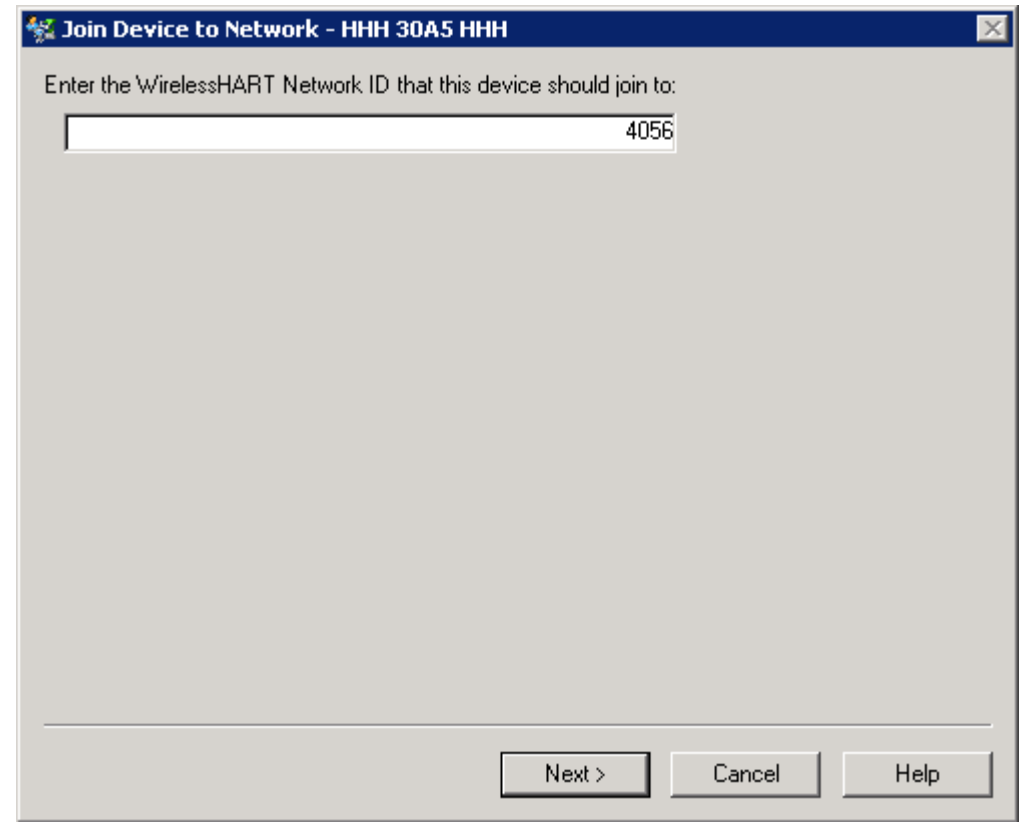 Join Device to Network - HHH 30A5 HHH
Enter the WirelessHART Network ID that this device should join to:
4056
Next >
Cancel
Help